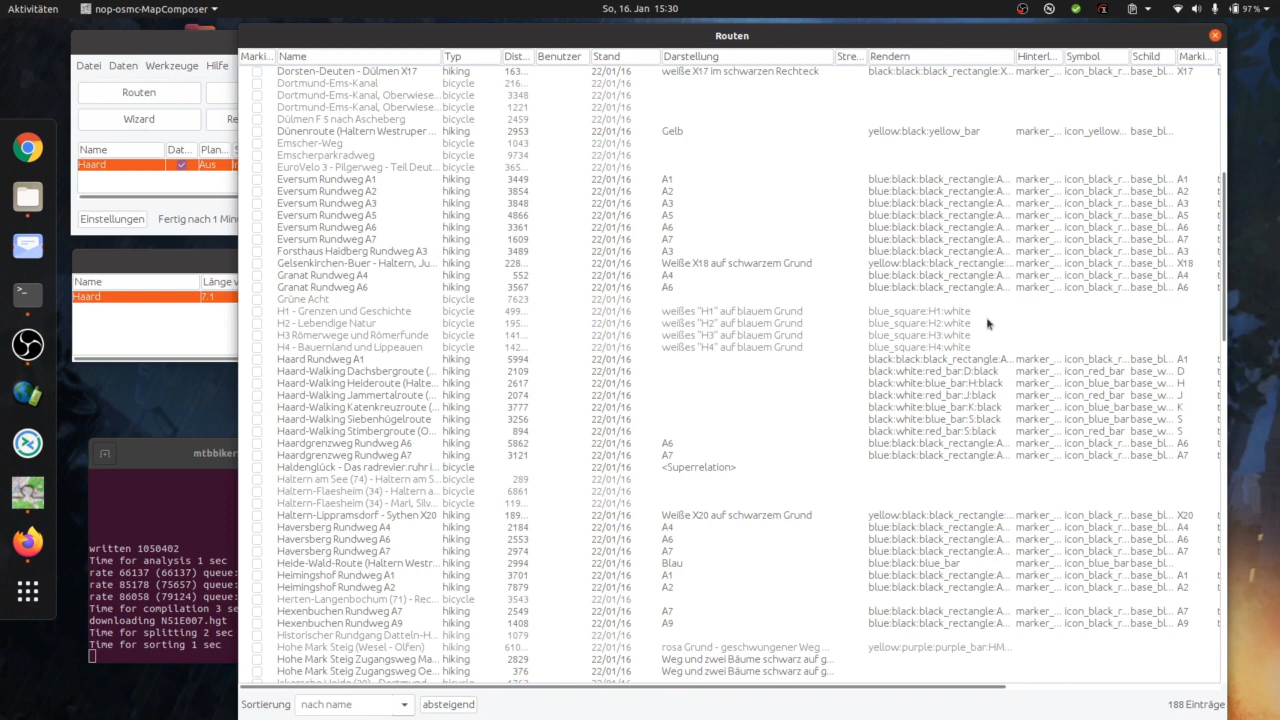 Aktivitäten nop-osmc-MapComposer So, 16. Jan 15:30 97 %
Routen
Datei Daten Werkzeuge Hilfe
Routen
Wizard Re
Name Dat... Plan...
Haard Aus
Einstellungen Fertig nach 1 Minu
Name Länge
Haard 7.1
mtbbiker
written 1050402
Time for analysis 1 sec
rate 66137 (66137) queue:
rate 85178 (75657) queue:
rate 86058 (79124) queue:
Time for compilation 3 se
downloading N51E007.hgt
Time for splitting 2 sec
Time for sorting 1 sec
Marki... Name Typ Dist... Benutzer Stand Darstellung Stre... Rendern Hinterl... Symbol Schild Marki...
Dorsten-Deuten - Dülmen X17 hiking 163... 22/01/16 weiße X17 im schwarzen Rechteck black:black:black_rectangle:X... marker_... icon_black_r... base_bl... X17
Dortmund-Ems-Kanal bicycle 216... 22/01/16
Dortmund-Ems-Kanal, Oberwiese... bicycle 3348 22/01/16
Dortmund-Ems-Kanal, Oberwiese... bicycle 1221 22/01/16
Dülmen F 5 nach Ascheberg bicycle 2459 22/01/16
Dünenroute (Haltern Westruper ... hiking 2953 22/01/16 Gelb yellow:black:yellow_bar marker_... icon_yellow... base_bl...
Emscher-Weg bicycle 1043 22/01/16
Emscherparkradweg bicycle 9734 22/01/16
EuroVelo 3 - Pilgerweg - Teil Deut... bicycle 365... 22/01/16
Eversum Rundweg A1 hiking 3449 22/01/16 A1 blue:black:black_rectangle:A... marker_... icon_black_r... base_bl... A1
Eversum Rundweg A2 hiking 3854 22/01/16 A2 blue:black:black_rectangle:A... marker_... icon_black_r... base_bl... A2
Eversum Rundweg A3 hiking 3848 22/01/16 A3 blue:black:black_rectangle:A... marker_... icon_black_r... base_bl... A3
Eversum Rundweg A5 hiking 4866 22/01/16 A5 blue:black:black_rectangle:A... marker_... icon_black_r... base_bl... A5
Eversum Rundweg A6 hiking 3361 22/01/16 A6 blue:black:black_rectangle:A... marker_... icon_black_r... base_bl... A6
Eversum Rundweg A7 hiking 1609 22/01/16 A7 blue:black:black_rectangle:A... marker_... icon_black_r... base_bl... A7
Forsthaus Haidberg Rundweg A3 hiking 3489 22/01/16 A3 blue:black:black_rectangle:A... marker_... icon_black_r... base_bl... A3
Gelsenkirchen-Buer - Haltern, Ju... hiking 228... 22/01/16 Weiße X18 auf schwarzem Grund yellow:black:black_rectangle:... marker_... icon_black_r... base_bl... X18
Granat Rundweg A4 hiking 552 22/01/16 A4 blue:black:black_rectangle:A... marker_... icon_black_r... base_bl... A4
Granat Rundweg A6 hiking 3567 22/01/16 A6 blue:black:black_rectangle:A... marker_... icon_black_r... base_bl... A6
Grüne Acht bicycle 7623 22/01/16
H1 - Grenzen und Geschichte bicycle 499... 22/01/16 weißes "H1" auf blauem Grund blue_square:H1:white
H2 - Lebendige Natur bicycle 195... 22/01/16 weißes "H2" auf blauem Grund blue_square:H2:white
H3 Römerwege und Römerfunde bicycle 141... 22/01/16 weißes "H3" auf blauem Grund blue_square:H3:white
H4 - Bauernland und Lippeauen bicycle 142... 22/01/16 weißes "H4" auf blauem Grund blue_square:H4:white
Haard Rundweg A1 hiking 5994 22/01/16 black:black:black_rectangle:A... marker_... icon_black_r... base_bl... A1
Haard-Walking Dachsbergroute (... hiking 2109 22/01/16 black:white:red_bar:D:black marker_... icon_red_bar base_w... D
Haard-Walking Heideroute (Halte... hiking 2617 22/01/16 black:white:blue_bar:H:black marker_... icon_blue_bar base_w... H
Haard-Walking Jammertalroute (... hiking 2074 22/01/16 black:white:red_bar:J:black marker_... icon_red_bar base_w... J
Haard-Walking Katenkreuzroute (... hiking 3777 22/01/16 black:white:blue_bar:K:black marker_... icon_blue_bar base_w... K
Haard-Walking Siebenhügelroute hiking 3256 22/01/16 black:white:blue_bar:S:black marker_... icon_blue_bar base_w... S
Haard-Walking Stimbergroute (O... hiking 894 22/01/16 black:white:red_bar:S:black marker_... icon_red_bar base_w... S
Haardgrenzweg Rundweg A6 hiking 5862 22/01/16 A6 blue:black:black_rectangle:A... marker_... icon_black_r... base_bl... A6
Haardgrenzweg Rundweg A7 hiking 3121 22/01/16 A7 blue:black:black_rectangle:A... marker_... icon_black_r... base_bl... A7
Haldenglück - Das radrevier.ruhr i... bicycle 22/01/16 <Superrelation>
Haltern am See (74) - Haltern am S... bicycle 289 22/01/16
Haltern-Flaesheim (34) - Haltern a... bicycle 6861 22/01/16
Haltern-Flaesheim (34) - Marl, Silv... bicycle 119... 22/01/16
Haltern-Lippramsdorf - Sythen X20 hiking 189... 22/01/16 Weiße X20 auf schwarzem Grund yellow:black:black_rectangle:... marker_... icon_black_r... base_bl... X20
Haversberg Rundweg A4 hiking 2184 22/01/16 A4 blue:black:black_rectangle:A... marker_... icon_black_r... base_bl... A4
Haversberg Rundweg A6 hiking 2553 22/01/16 A6 blue:black:black_rectangle:A... marker_... icon_black_r... base_bl... A6
Haversberg Rundweg A7 hiking 2974 22/01/16 A7 blue:black:black_rectangle:A... marker_... icon_black_r... base_bl... A7
Heide-Wald-Route (Haltern Westr... hiking 2994 22/01/16 Blau blue:black:blue_bar marker_... icon_blue_bar base_bl...
Heimingshof Rundweg A1 hiking 3701 22/01/16 A1 blue:black:black_rectangle:A... marker_... icon_black_r... base_bl... A1
Heimingshof Rundweg A2 hiking 7879 22/01/16 A2 blue:black:black_rectangle:A... marker_... icon_black_r... base_bl... A2
Herten-Langenbochum (71) - Rec... bicycle 3543 22/01/16
Hexenbuchen Rundweg A7 hiking 2549 22/01/16 A7 blue:black:black_rectangle:A... marker_... icon_black_r... base_bl... A7
Hexenbuchen Rundweg A9 hiking 1408 22/01/16 A9 blue:black:black_rectangle:A... marker_... icon_black_r... base_bl... A9
Historischer Rundgang Datteln-H... hiking 1079 22/01/16
Hohe Mark Steig (Wesel - Olfen) hiking 610... 22/01/16 rosa Grund - geschwungener Weg ... yellow:purple:purple_bar:HM...
Hohe Mark Steig Zugangsweg Ma... hiking 2829 22/01/16 Weg und zwei Bäume schwarz auf g...
Hohe Mark Steig Zugangsweg Oe... hiking 376 22/01/16 Weg und zwei Bäume schwarz auf g...
Sortierung nach name absteigend 188 Einträge